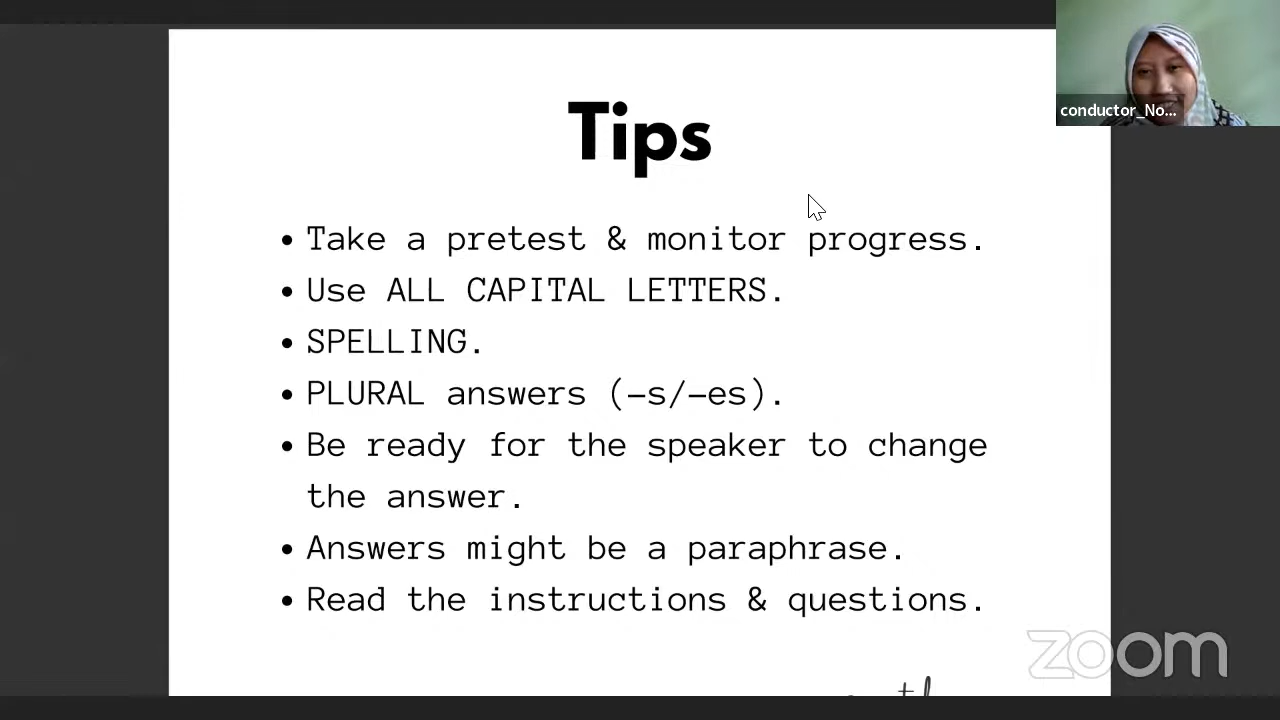 Tips
conductor_No...
• Take a pretest & monitor progress.
• Use ALL CAPITAL LETTERS.
• SPELLING.
• PLURAL answers (-s/-es).
• Be ready for the speaker to change
the answer.
• Answers might be a paraphrase.
• Read the instructions & questions.
zoom